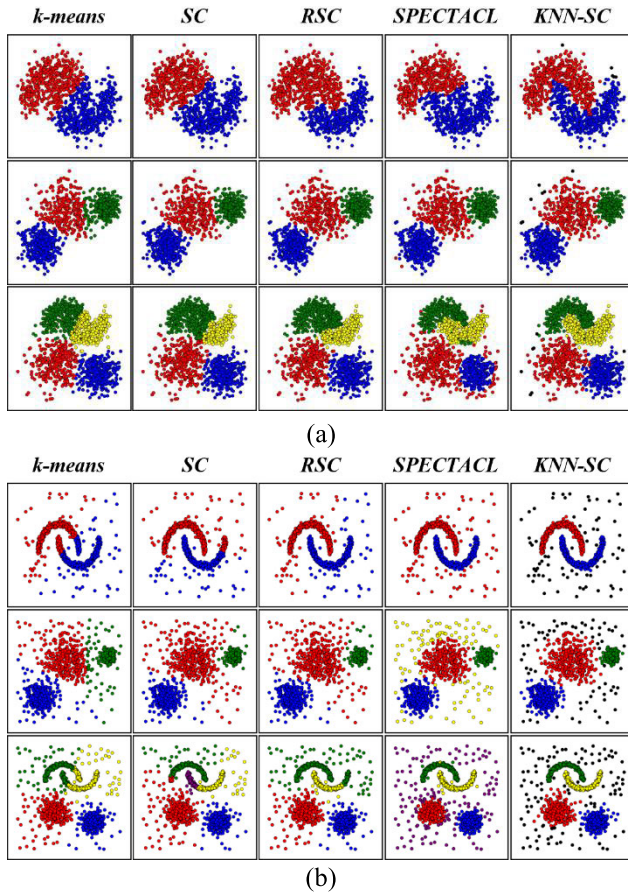 k-means SC RSC SPECTACL KNN-SC
(a)
k-means SC RSC SPECTACL KNN-SC
(b)